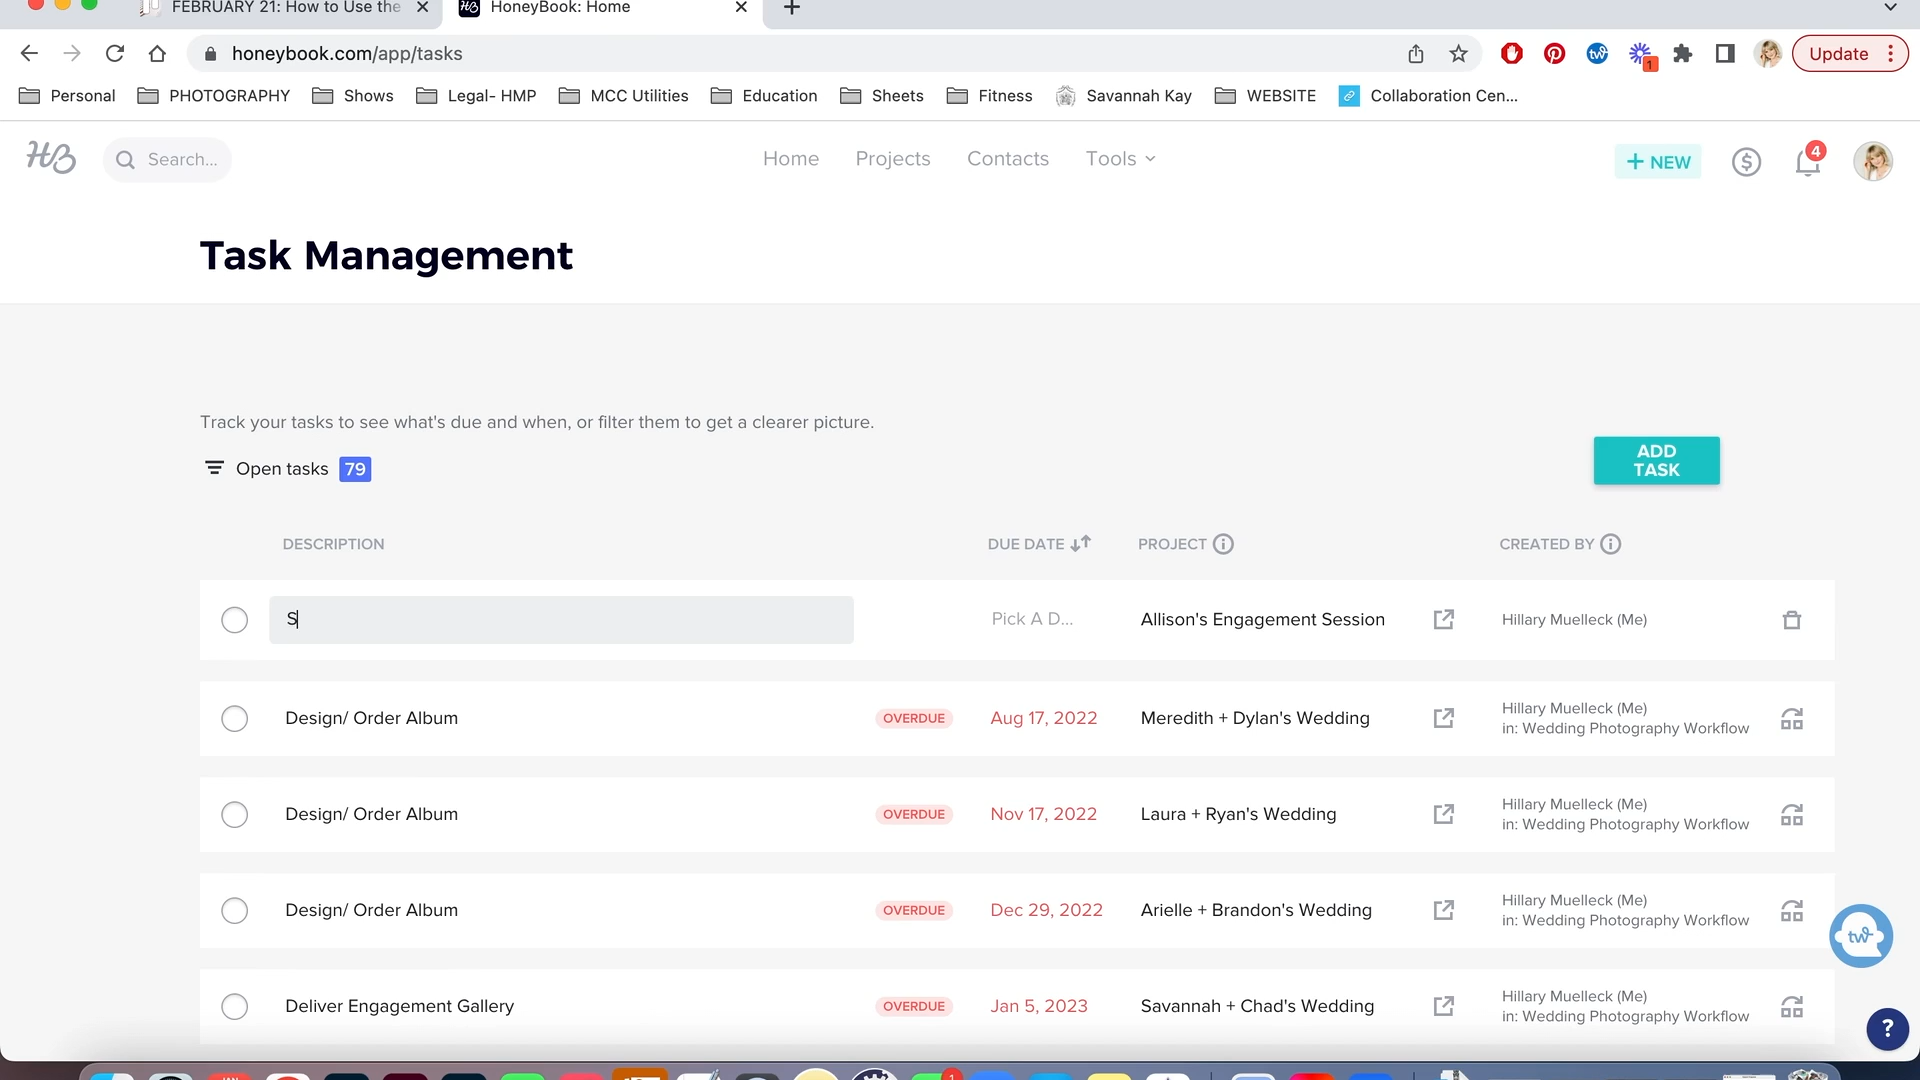 FEBRUARY 21: How to Use the
HoneyBook: Home
honeybook.com/app/tasks
1
Update
Personal
PHOTOGRAPHY
Shows
Legal- HMP
MCC Utilities
Education
Sheets
Fitness
Savannah Kay
WEBSITE
Collaboration Cen...
HB
Search...
Home
Projects
Contacts
Tools
+ NEW
$
4
Task Management
Track your tasks to see what's due and when, or filter them to get a clearer picture.
Open tasks 79
ADD
TASK
DESCRIPTION
DUE DATE
PROJECT
CREATED BY
S
Pick A D...
Allison's Engagement Session
Hillary Muelleck (Me)
Design/ Order Album
OVERDUE
Aug 17, 2022
Meredith + Dylan's Wedding
Hillary Muelleck (Me)
in: Wedding Photography Workflow
Design/ Order Album
OVERDUE
Nov 17, 2022
Laura + Ryan's Wedding
Hillary Muelleck (Me)
in: Wedding Photography Workflow
Design/ Order Album
OVERDUE
Dec 29, 2022
Arielle + Brandon's Wedding
Hillary Muelleck (Me)
in: Wedding Photography Workflow
tw
Deliver Engagement Gallery
OVERDUE
Jan 5, 2023
Savannah + Chad's Wedding
Hillary Muelleck (Me)
in: Wedding Photography Workflow
?
1